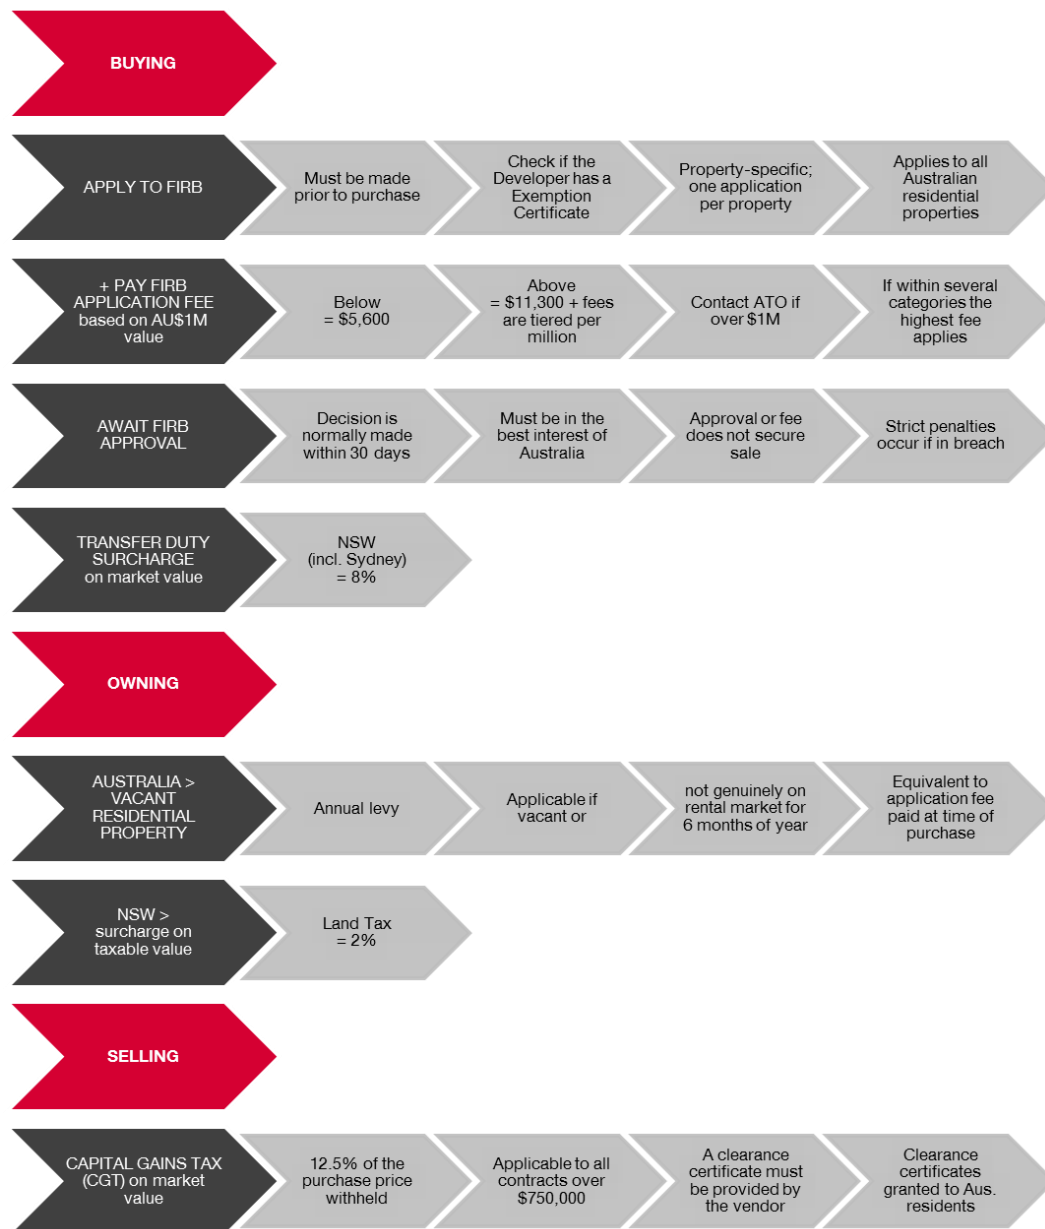 BUYING
APPLY TO FIRB
Must be made
prior to purchase
Check if the
Developer has a
Exemption
Certificate
Property-specific;
one application
per property
Applies to all
Australian
residential
properties
+ PAY FIRB
APPLICATION FEE
based on AU$1M
value
Below
= $5,600
Above
= $11,300 + fees
are tiered per
million
Contact ATO if
over $1M
If within several
categories the
highest fee
applies
AWAIT FIRB
APPROVAL
Decision is
normally made
within 30 days
Must be in the
best interest of
Australia
Approval or fee
does not secure
sale
Strict penalties
occur if in breach
TRANSFER DUTY
SURCHARGE
on market value
NSW
(incl. Sydney)
= 8%
OWNING
AUSTRALIA >
VACANT
RESIDENTIAL
PROPERTY
Annual levy
Applicable if
vacant or
not genuinely on
rental market for
6 months of year
Equivalent to
application fee
paid at time of
purchase
NSW >
surcharge on
taxable value
Land Tax
= 2%
SELLING
CAPITAL GAINS TAX
(CGT) on market
value
12.5% of the
purchase price
withheld
Applicable to all
contracts over
$750,000
A clearance
certificate must
be provided by
the vendor
Clearance
certificates
granted to Aus.
residents